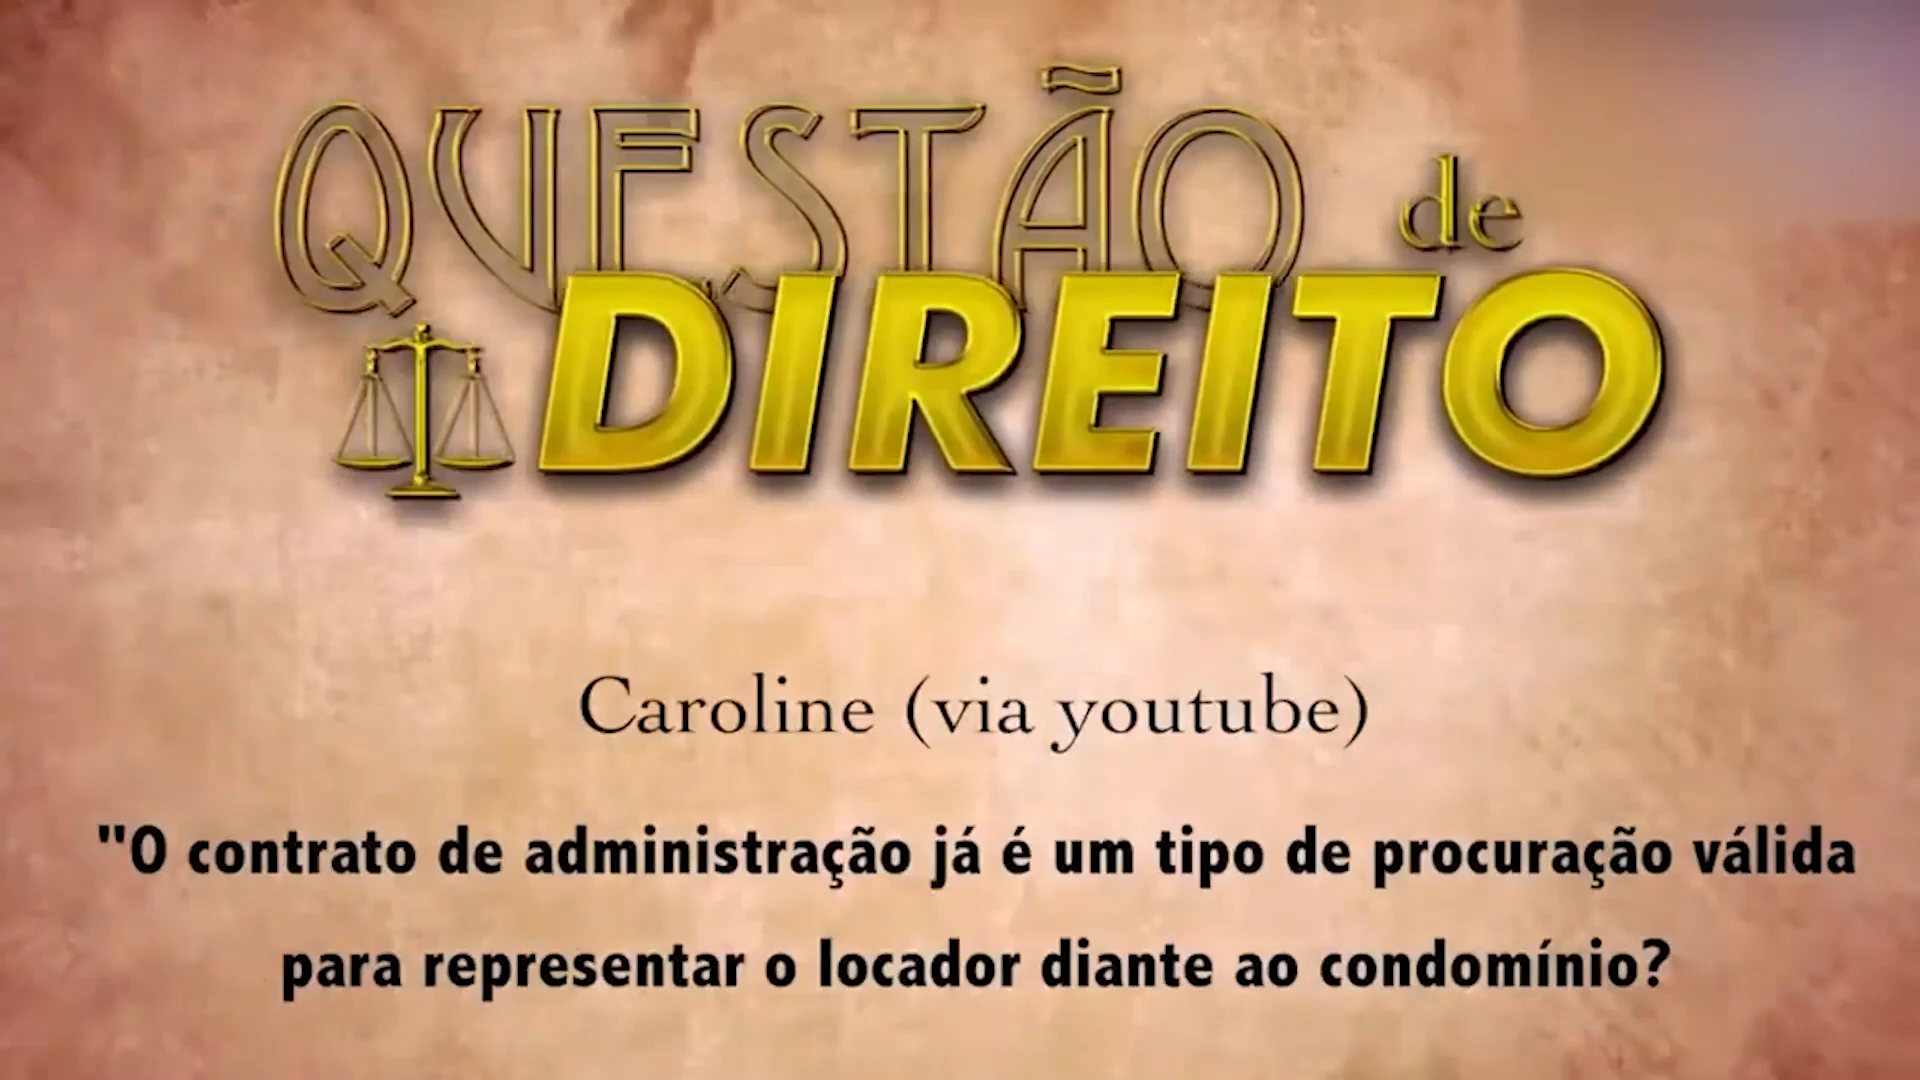 QUESTÃO de
DIREITO
Caroline (via youtube)
"O contrato de administração já é um tipo de procuração válida
para representar o locador diante ao condomínio?